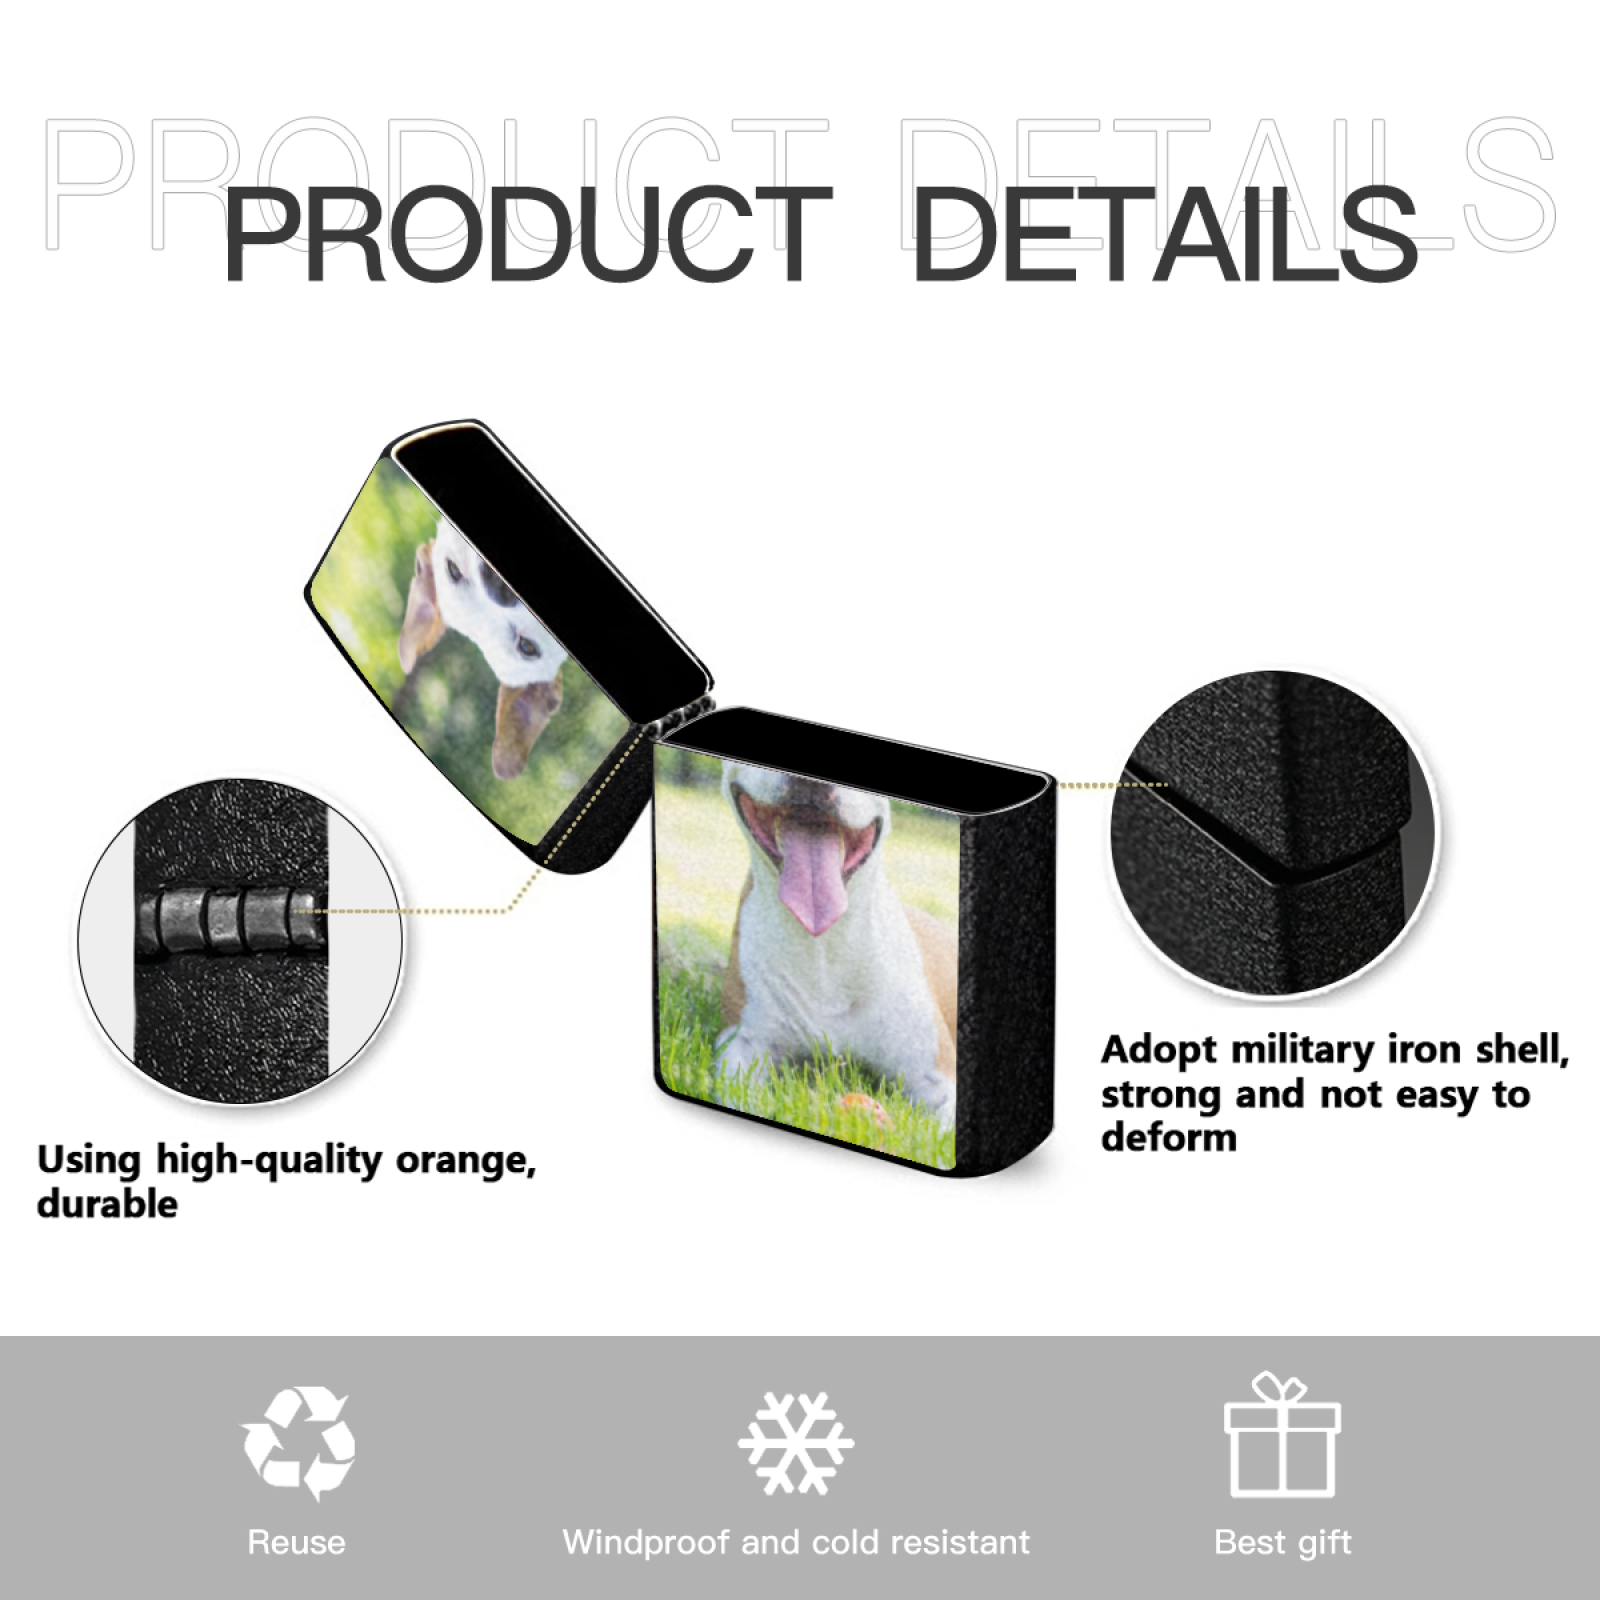 PRODUCT DETAILS
PRODUCT DETAILS
Using high-quality orange,
durable
Adopt military iron shell,
strong and not easy to
deform
Reuse
Windproof and cold resistant
Best gift